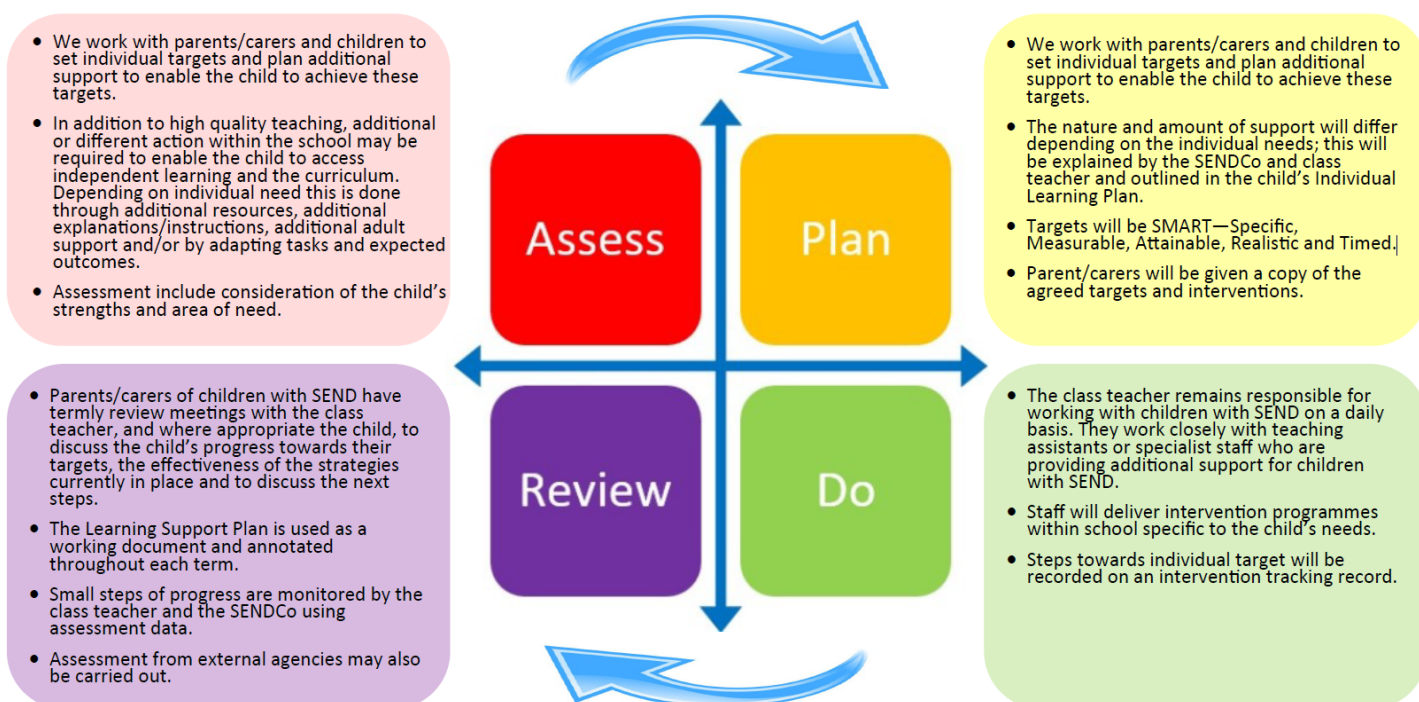 • We work with parents/carers and children to
set individual targets and plan additional
support to enable the child to achieve these
targets.
• In addition to high quality teaching, additional
or different action within the school may be
required to enable the child to access
independent learning and the curriculum.
Depending on individual need this is done
through additional resources, additional
explanations/instructions, additional adult
support and/or by adapting tasks and expected
outcomes.
• Assessment include consideration of the child's
strengths and area of need.
Assess
Plan
• We work with parents/carers and children to
set individual targets and plan additional
support to enable the child to achieve these
targets.
• The nature and amount of support will differ
depending on the individual needs; this will
be explained by the SENDCo and class
teacher and outlined in the child's Individual
Learning Plan.
• Targets will be SMART—Specific,
Measurable, Attainable, Realistic and Timed.
• Parent/carers will be given a copy of the
agreed targets and interventions.
• Parents/carers of children with SEND have
termly review meetings with the class
teacher, and where appropriate the child, to
discuss the child's progress towards their
targets, the effectiveness of the strategies
currently in place and to discuss the next
steps.
• The Learning Support Plan is used as a
working document and annotated
throughout each term.
• Small steps of progress are monitored by the
class teacher and the SENDCo using
assessment data.
• Assessment from external agencies may also
be carried out.
Review
Do
• The class teacher remains responsible for
working with children with SEND on a daily
basis. They work closely with teaching
assistants or specialist staff who are
providing additional support for children
with SEND.
• Staff will deliver intervention programmes
within school specific to the child's needs.
• Steps towards individual target will be
recorded on an intervention tracking record.